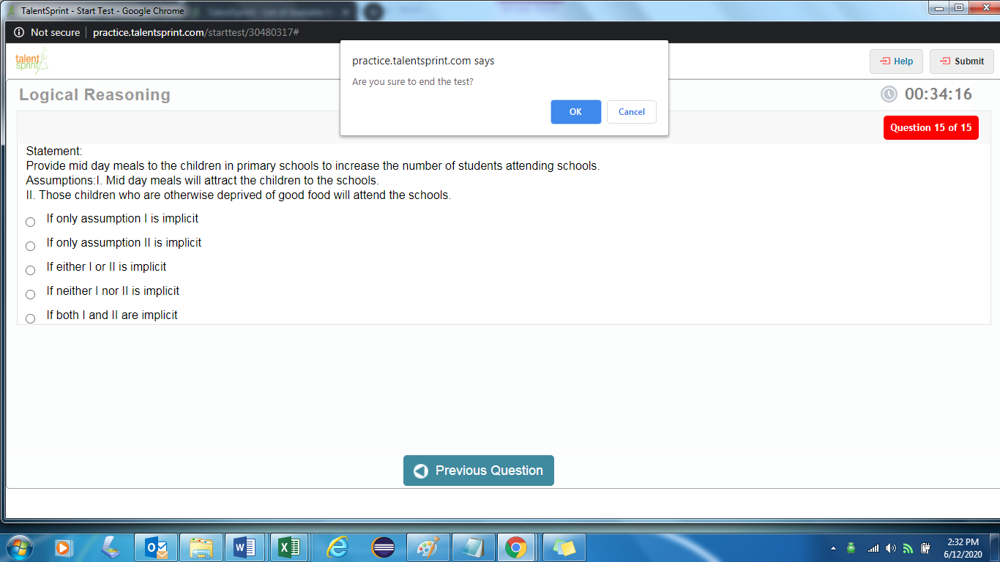 TalentSprint - Start Test - Google Chrome
Not secure practice.talentsprint.com/starttest/30480317#
practice.talentsprint.com says
Are you sure to end the test?
OK
Cancel
talent
sprint
Help
Submit
Logical Reasoning
00:34:16
Question 15 of 15
Statement:
Provide mid day meals to the children in primary schools to increase the number of students attending schools.
Assumptions:I. Mid day meals will attract the children to the schools.
II. Those children who are otherwise deprived of good food will attend the schools.
If only assumption I is implicit
If only assumption II is implicit
If either I or II is implicit
If neither I nor II is implicit
If both I and II are implicit
Previous Question
2:32 PM
6/12/2020